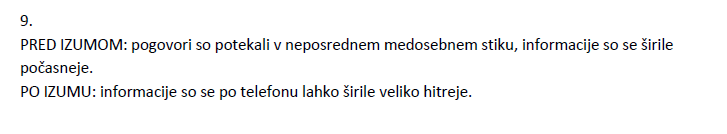 9.
PRED IZUMOM: pogovori so potekali v neposrednem medosebnem stiku, informacije so se širile
počasneje.
PO IZUMU: informacije so se po telefonu lahko širile veliko hitreje.